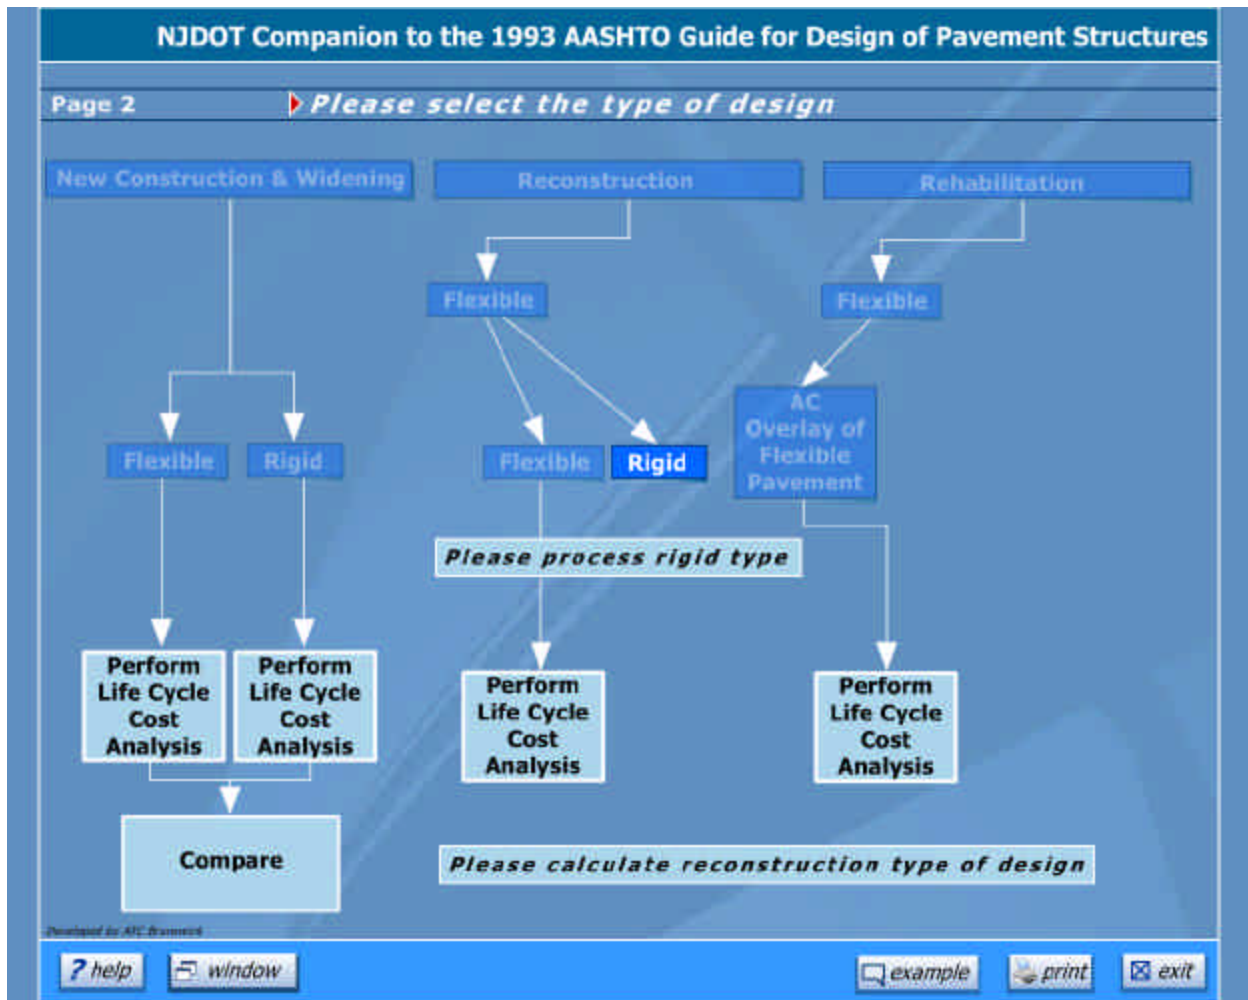 NJDOT Companion to the 1993 AASHTO Guide for Design of Pavement Structures
Page 2
Please select the type of design
New Construction & Widening
Reconstruction
Rehabilitation
Flexible
Flexible
Flexible
Rigid
Flexible
Rigid
AC
Overlay of
Flexible
Pavement
Please process rigid type
Perform
Life Cycle
Cost
Analysis
Perform
Life Cycle
Cost
Analysis
Perform
Life Cycle
Cost
Analysis
Perform
Life Cycle
Cost
Analysis
Compare
Please calculate reconstruction type of design
Developed by
? help
window
example
print
exit